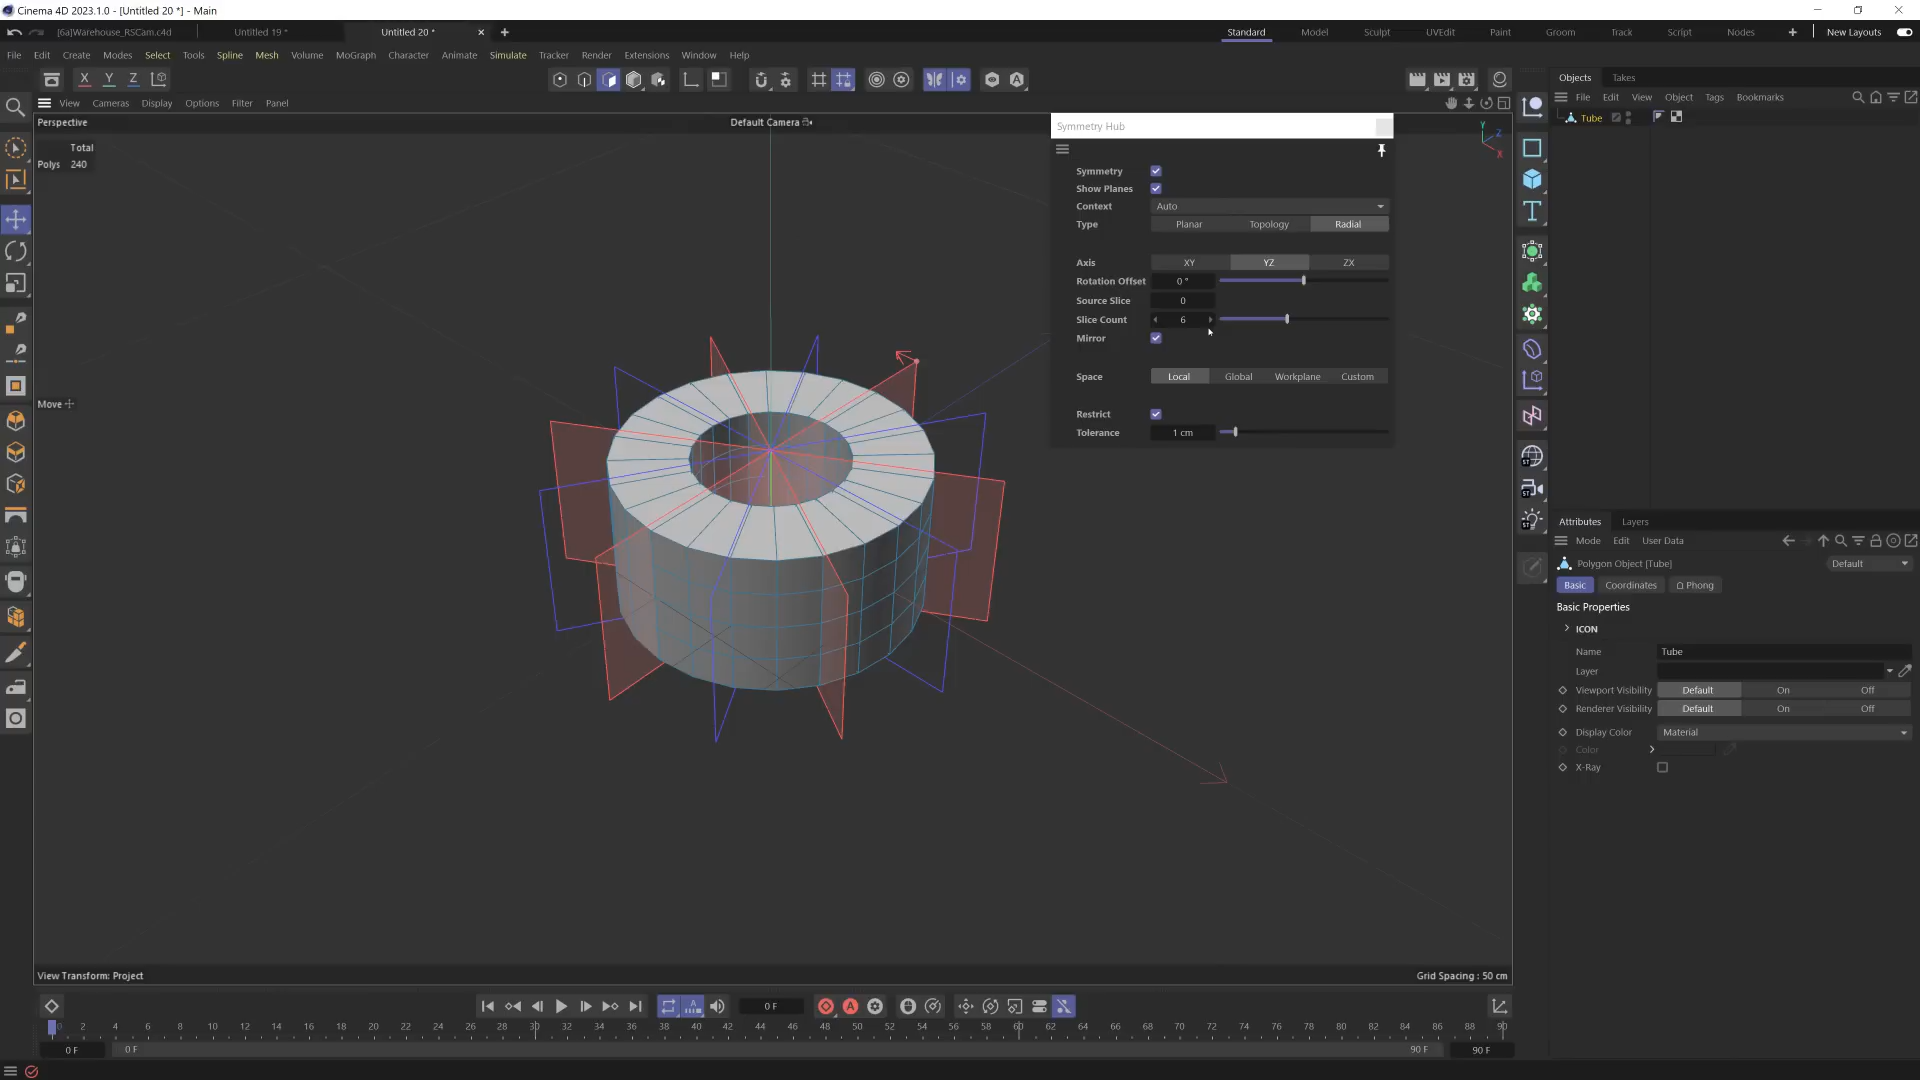 Cinema 4D 2023.1.0 - [Untitled 20 *] - Main
[6a]Warehouse_RSCam.c4d
Untitled 19 *
Untitled 20 *
Standard
Model
Sculpt
UVEdit
Paint
Groom
Track
Script
Nodes
New Layouts
File Edit Create Modes Select Tools Spline Mesh Volume MoGraph Character Animate Simulate Tracker Render Extensions Window Help
X Y Z
View Cameras Display Options Filter Panel
Perspective
Default Camera
Total
Polys 240
Move
Symmetry Hub
Symmetry
Show Planes
Context Auto
Type Planar Topology Radial
Axis XY YZ ZX
Rotation Offset 0 °
Source Slice 0
Slice Count 6
Mirror
Space Local Global Workplane Custom
Restrict
Tolerance 1 cm
Y
Z
X
View Transform: Project
Grid Spacing : 50 cm
Objects Takes
File Edit View Object Tags Bookmarks
Tube
Attributes Layers
Mode Edit User Data
Polygon Object [Tube]
Default
Basic Coordinates Phong
Basic Properties
ICON
Name Tube
Layer
Viewport Visibility Default On Off
Renderer Visibility Default On Off
Display Color Material
Color
X-Ray
0 F
0 2 4 6 8 10 12 14 16 18 20 22 24 26 28 30 32 34 36 38 40 42 44 46 48 50 52 54 56 58 60 62 64 66 68 70 72 74 76 78 80 82 84 86 88 90
0 F
0 F
90 F
90 F